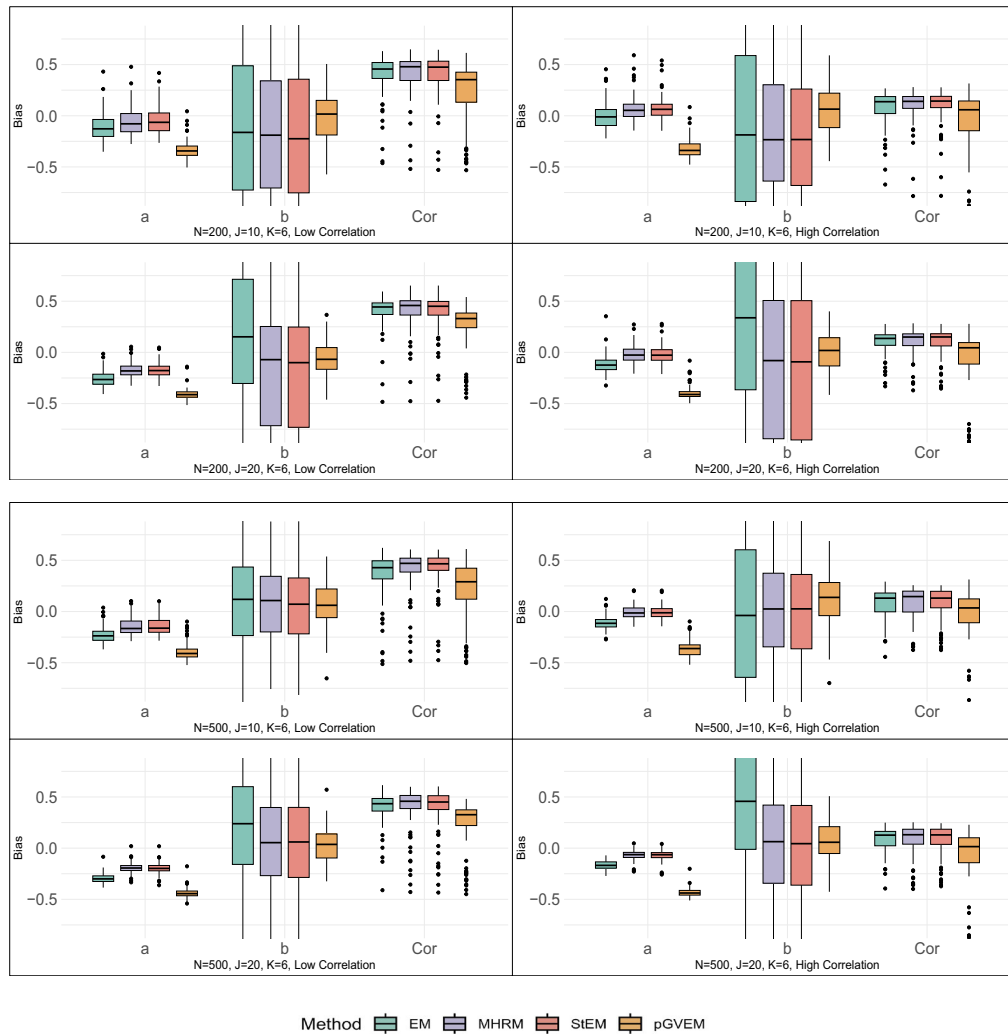 0.5
0.0
−0.5
Bias
a b Cor
N=200, J=10, K=6, Low Correlation
0.5
0.0
−0.5
Bias
a b Cor
N=200, J=10, K=6, High Correlation
0.5
0.0
−0.5
Bias
a b Cor
N=200, J=20, K=6, Low Correlation
0.5
0.0
−0.5
Bias
a b Cor
N=200, J=20, K=6, High Correlation
0.5
0.0
−0.5
Bias
a b Cor
N=500, J=10, K=6, Low Correlation
0.5
0.0
−0.5
Bias
a b Cor
N=500, J=10, K=6, High Correlation
0.5
0.0
−0.5
Bias
a b Cor
N=500, J=20, K=6, Low Correlation
0.5
0.0
−0.5
Bias
a b Cor
N=500, J=20, K=6, High Correlation
Method EM MHRM StEM pGVEM